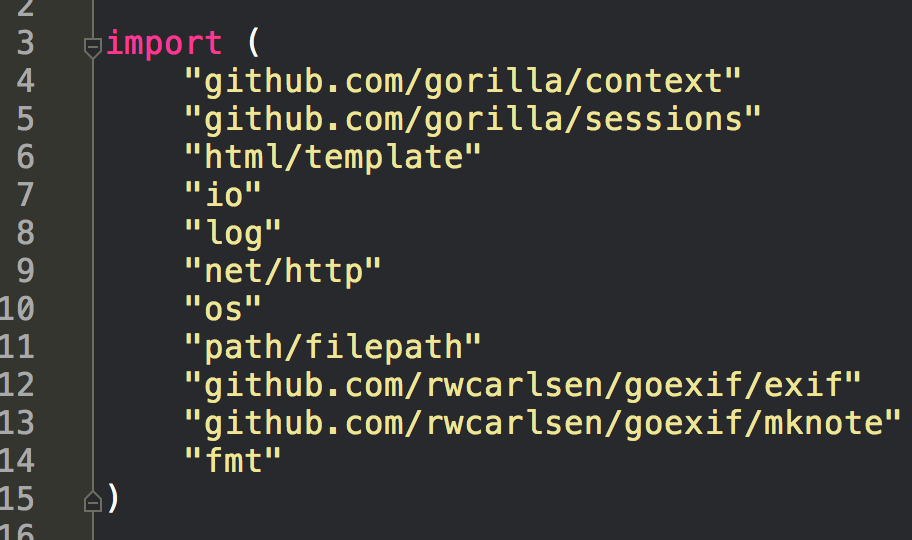 2
3 import (
4 "github.com/gorilla/context"
5 "github.com/gorilla/sessions"
6 "html/template"
7 "io"
8 "log"
9 "net/http"
10 "os"
11 "path/filepath"
12 "github.com/rwcarlsen/goexif/exif"
13 "github.com/rwcarlsen/goexif/mknote"
14 "fmt"
15 )
16